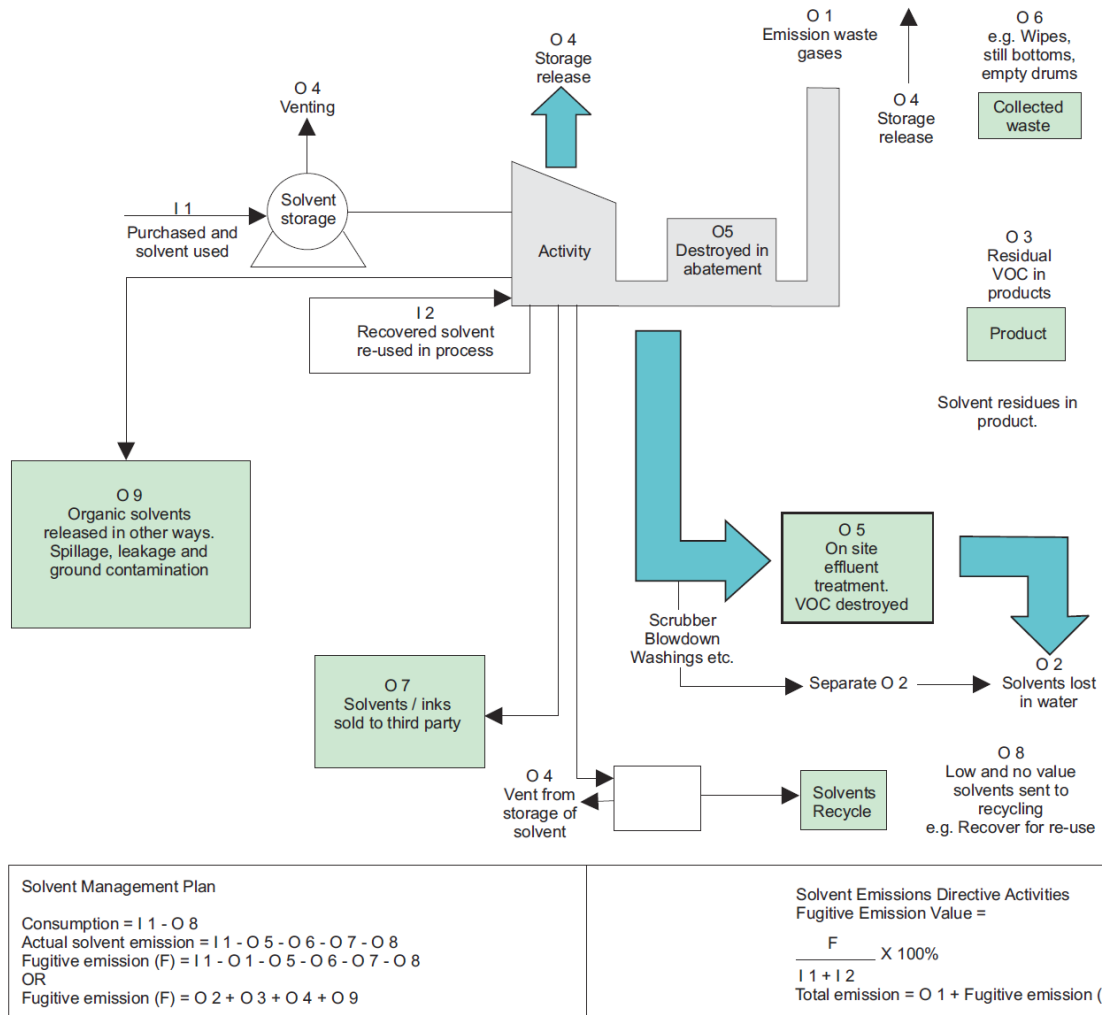 O 1
Emission waste
gases
O 6
e.g. Wipes,
still bottoms,
empty drums
O 4
Storage
release
O 4
Venting
O 4
Storage
release
Collected
waste
I 1
Purchased and
solvent used
Solvent
storage
Activity
O5
Destroyed in
abatement
O 3
Residual
VOC in
products
Product
I 2
Recovered solvent
re-used in process
Solvent residues in
product.
O 9
Organic solvents
released in other ways.
Spillage, leakage and
ground contamination
O 5
On site
effluent
treatment.
VOC destroyed
Scrubber
Blowdown
Washings etc.
Separate O 2
O 2
Solvents lost
in water
O 7
Solvents / inks
sold to third party
O 4
Vent from
storage of
solvent
Solvents
Recycle
O 8
Low and no value
solvents sent to
recycling
e.g. Recover for re-use
Solvent Management Plan
Consumption = I 1 - O 8
Actual solvent emission = I 1 - O 5 - O 6 - O 7 - O 8
Fugitive emission (F) = I 1 - O 1 - O 5 - O 6 - O 7 - O 8
OR
Fugitive emission (F) = O 2 + O 3 + O 4 + O 9
Solvent Emissions Directive Activities
Fugitive Emission Value =
F
X 100%
I 1 + I 2
Total emission = O 1 + Fugitive emission (